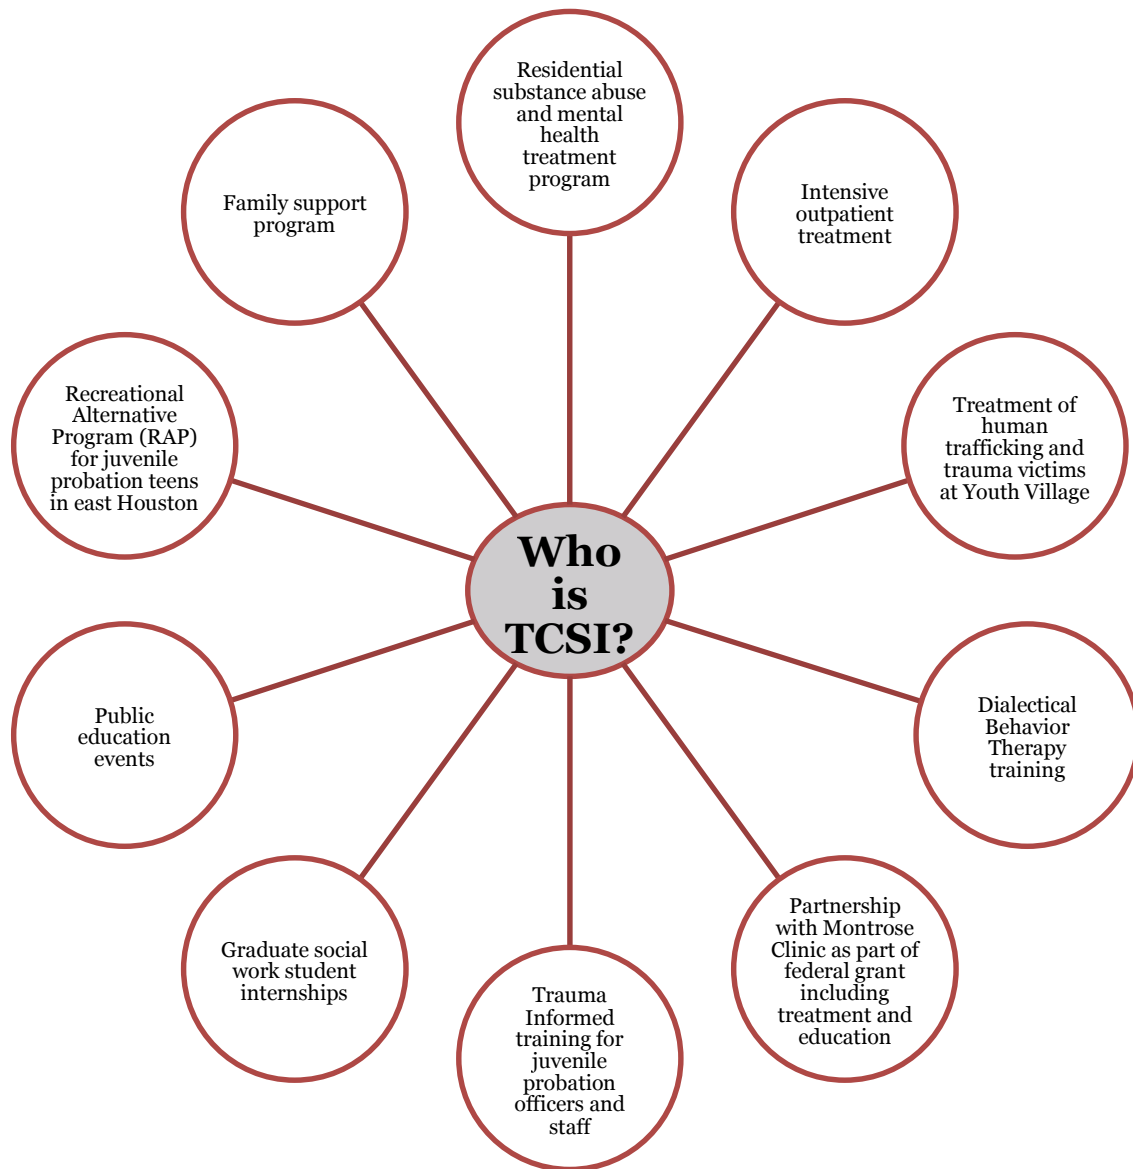 Residential
substance abuse
and mental
health
treatment
program
Intensive
outpatient
treatment
Treatment of
human
trafficking and
trauma victims
at Youth Village
Dialectical
Behavior
Therapy
training
Partnership
with Montrose
Clinic as part of
federal grant
including
treatment and
education
Trauma
Informed
training for
juvenile
probation
officers and
staff
Graduate social
work student
internships
Public
education
events
Recreational
Alternative
Program (RAP)
for juvenile
probation teens
in east Houston
Family support
program
Who
is
TCSI?